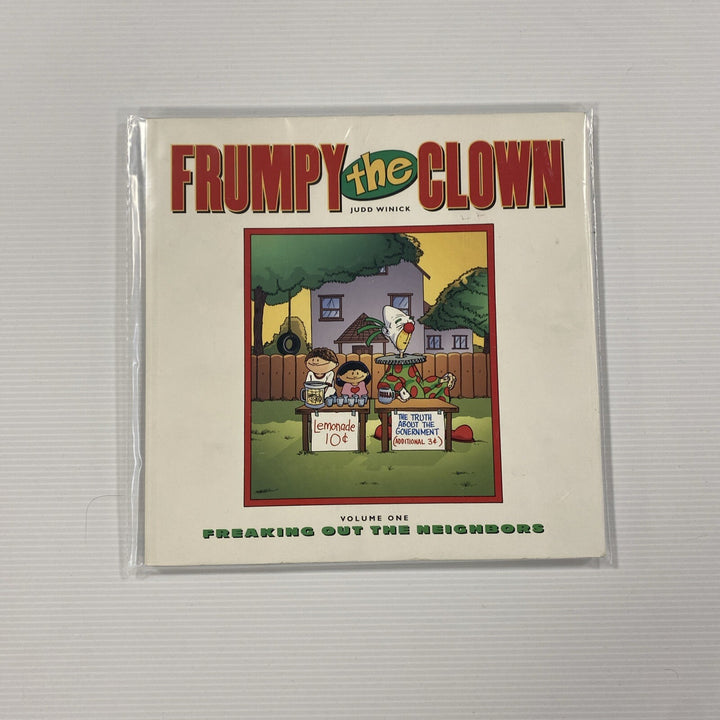 FRUMPY the CLOWN
JUDD WINICK
Lemonade
10¢
THE TRUTH
ABOUT THE
GOVERNMENT
(ADDITIONAL 3¢)
VOLUME ONE
FREAKING OUT THE NEIGHBORS